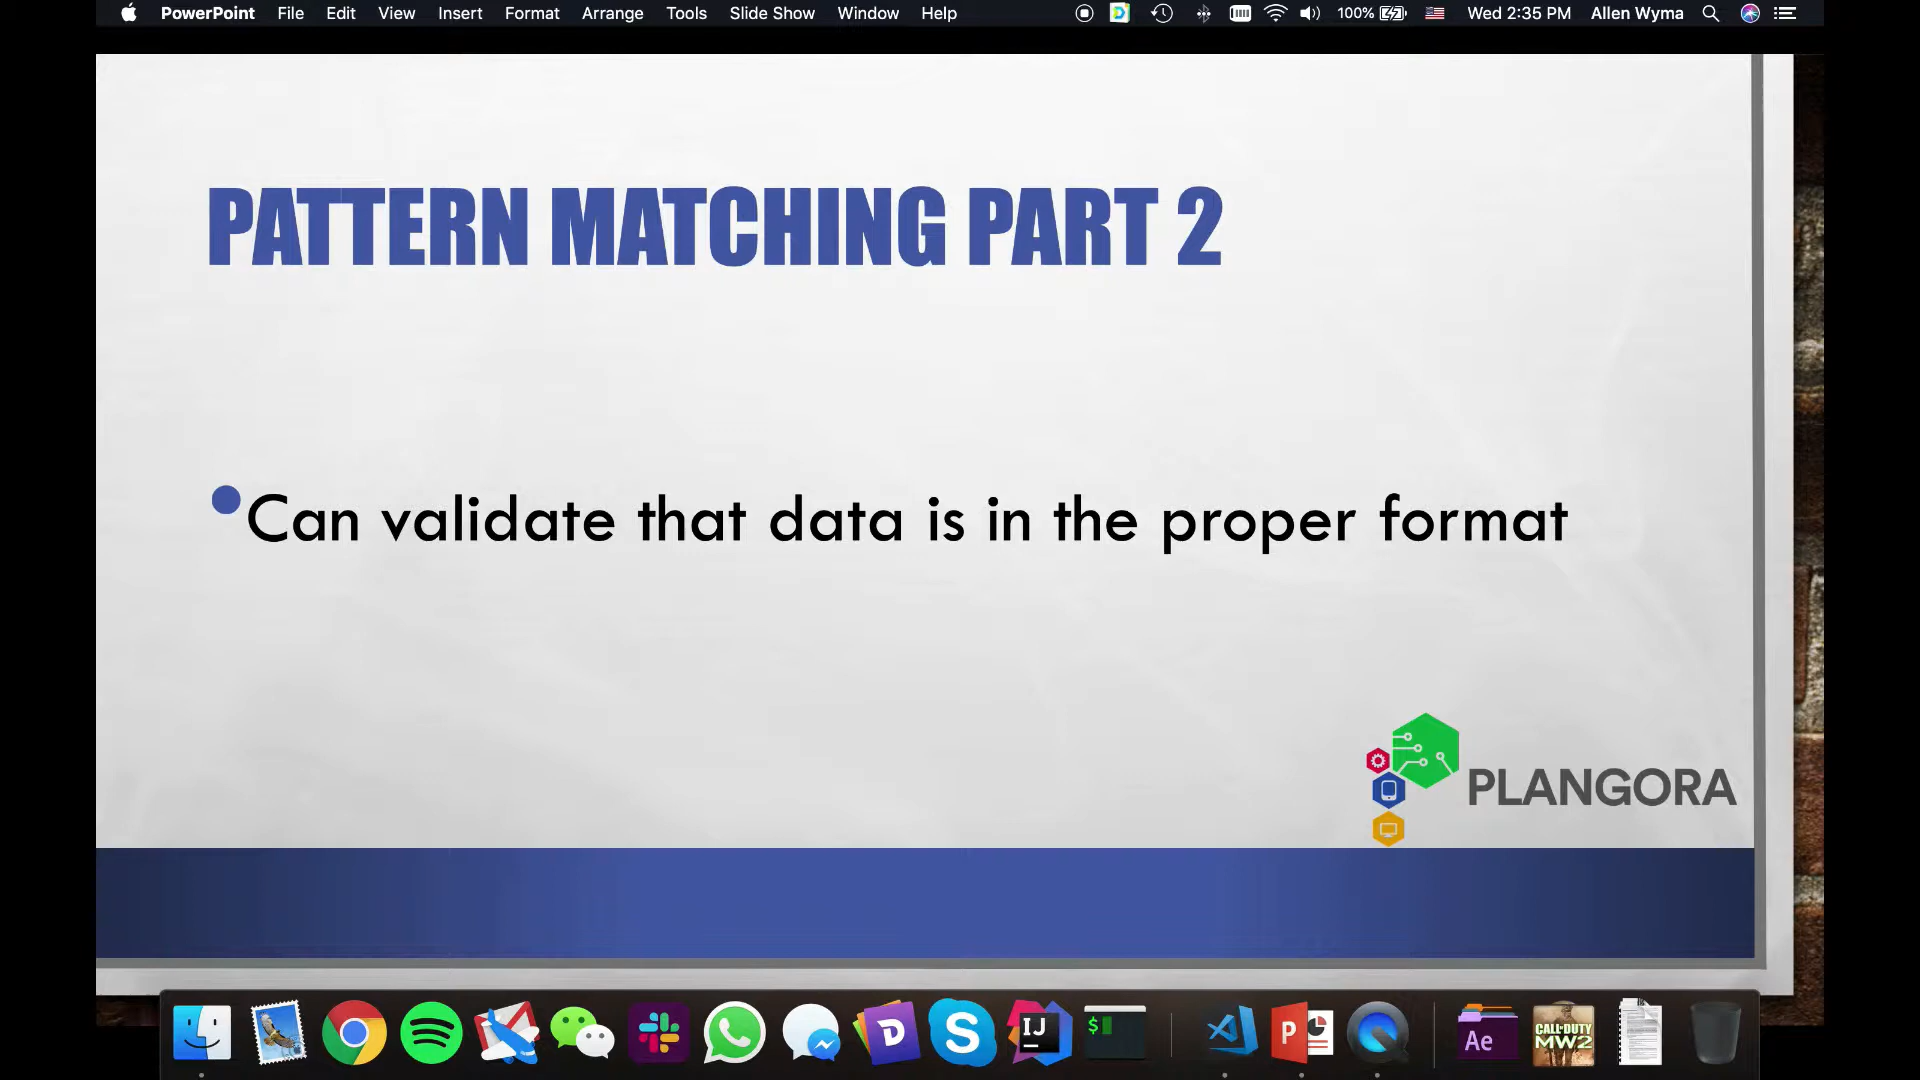 PowerPoint File Edit View Insert Format Arrange Tools Slide Show Window Help 100% Wed 2:35 PM Allen Wyma
PATTERN MATCHING PART 2
Can validate that data is in the proper format
PLANGORA
D
S
IJ
$
P
Ae
CALL·DUTY
MW2